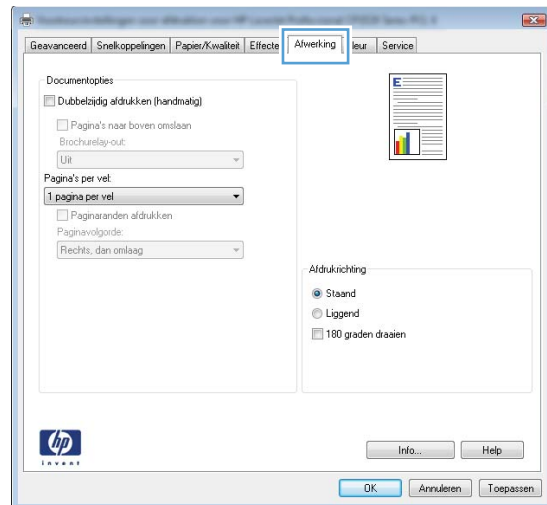 Geavanceerd Snelkoppelingen Papier/Kwaliteit Effecte Afwerking leur Service
Documentopties
Dubbelzijdig afdrukken (handmatig)
Pagina's naar boven omslaan
Brochurelay-out:
Uit
Pagina's per vel:
1 pagina per vel
Paginaranden afdrukken
Paginavolgorde:
Rechts, dan omlaag
E
Afdrukrichting
Staand
Liggend
180 graden draaien
hp
invent
Info... Help
OK Annuleren Toepassen